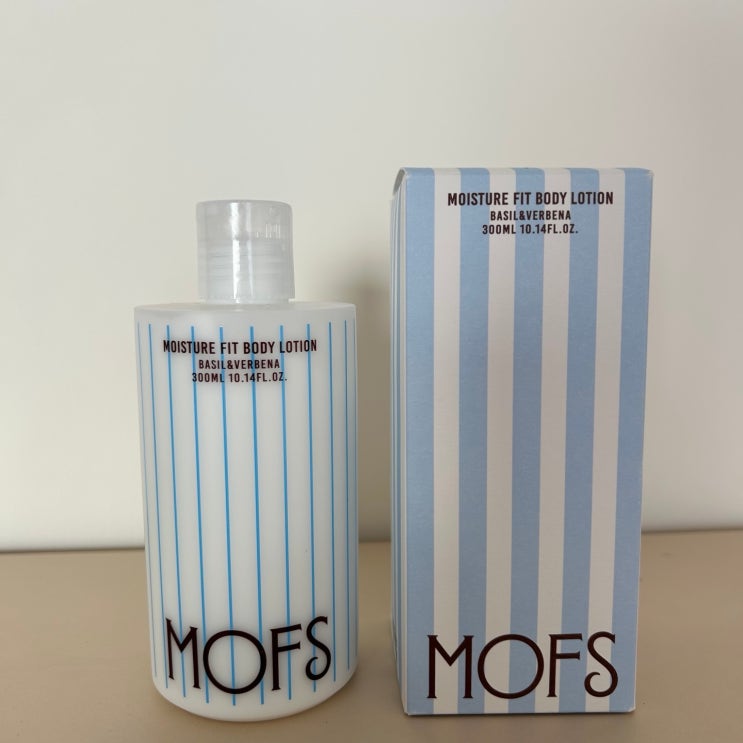 MOISTURE FIT BODY LOTION
BASIL&VERBENA
300ML 10.14FL.OZ.
MOFS
MOISTURE FIT BODY LOTION
BASIL&VERBENA
300ML 10.14FL.OZ.
MOFS